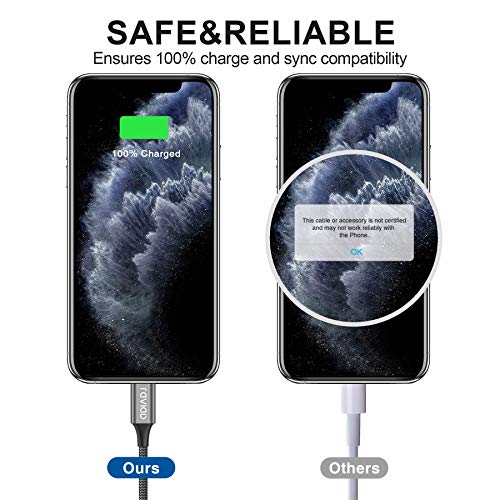 SAFE&RELIABLE
Ensures 100% charge and sync compatibility
100% Charged
This cable or accessory is not certified
and may not work reliably with
the Phone.
OK
raviad
Ours
Others